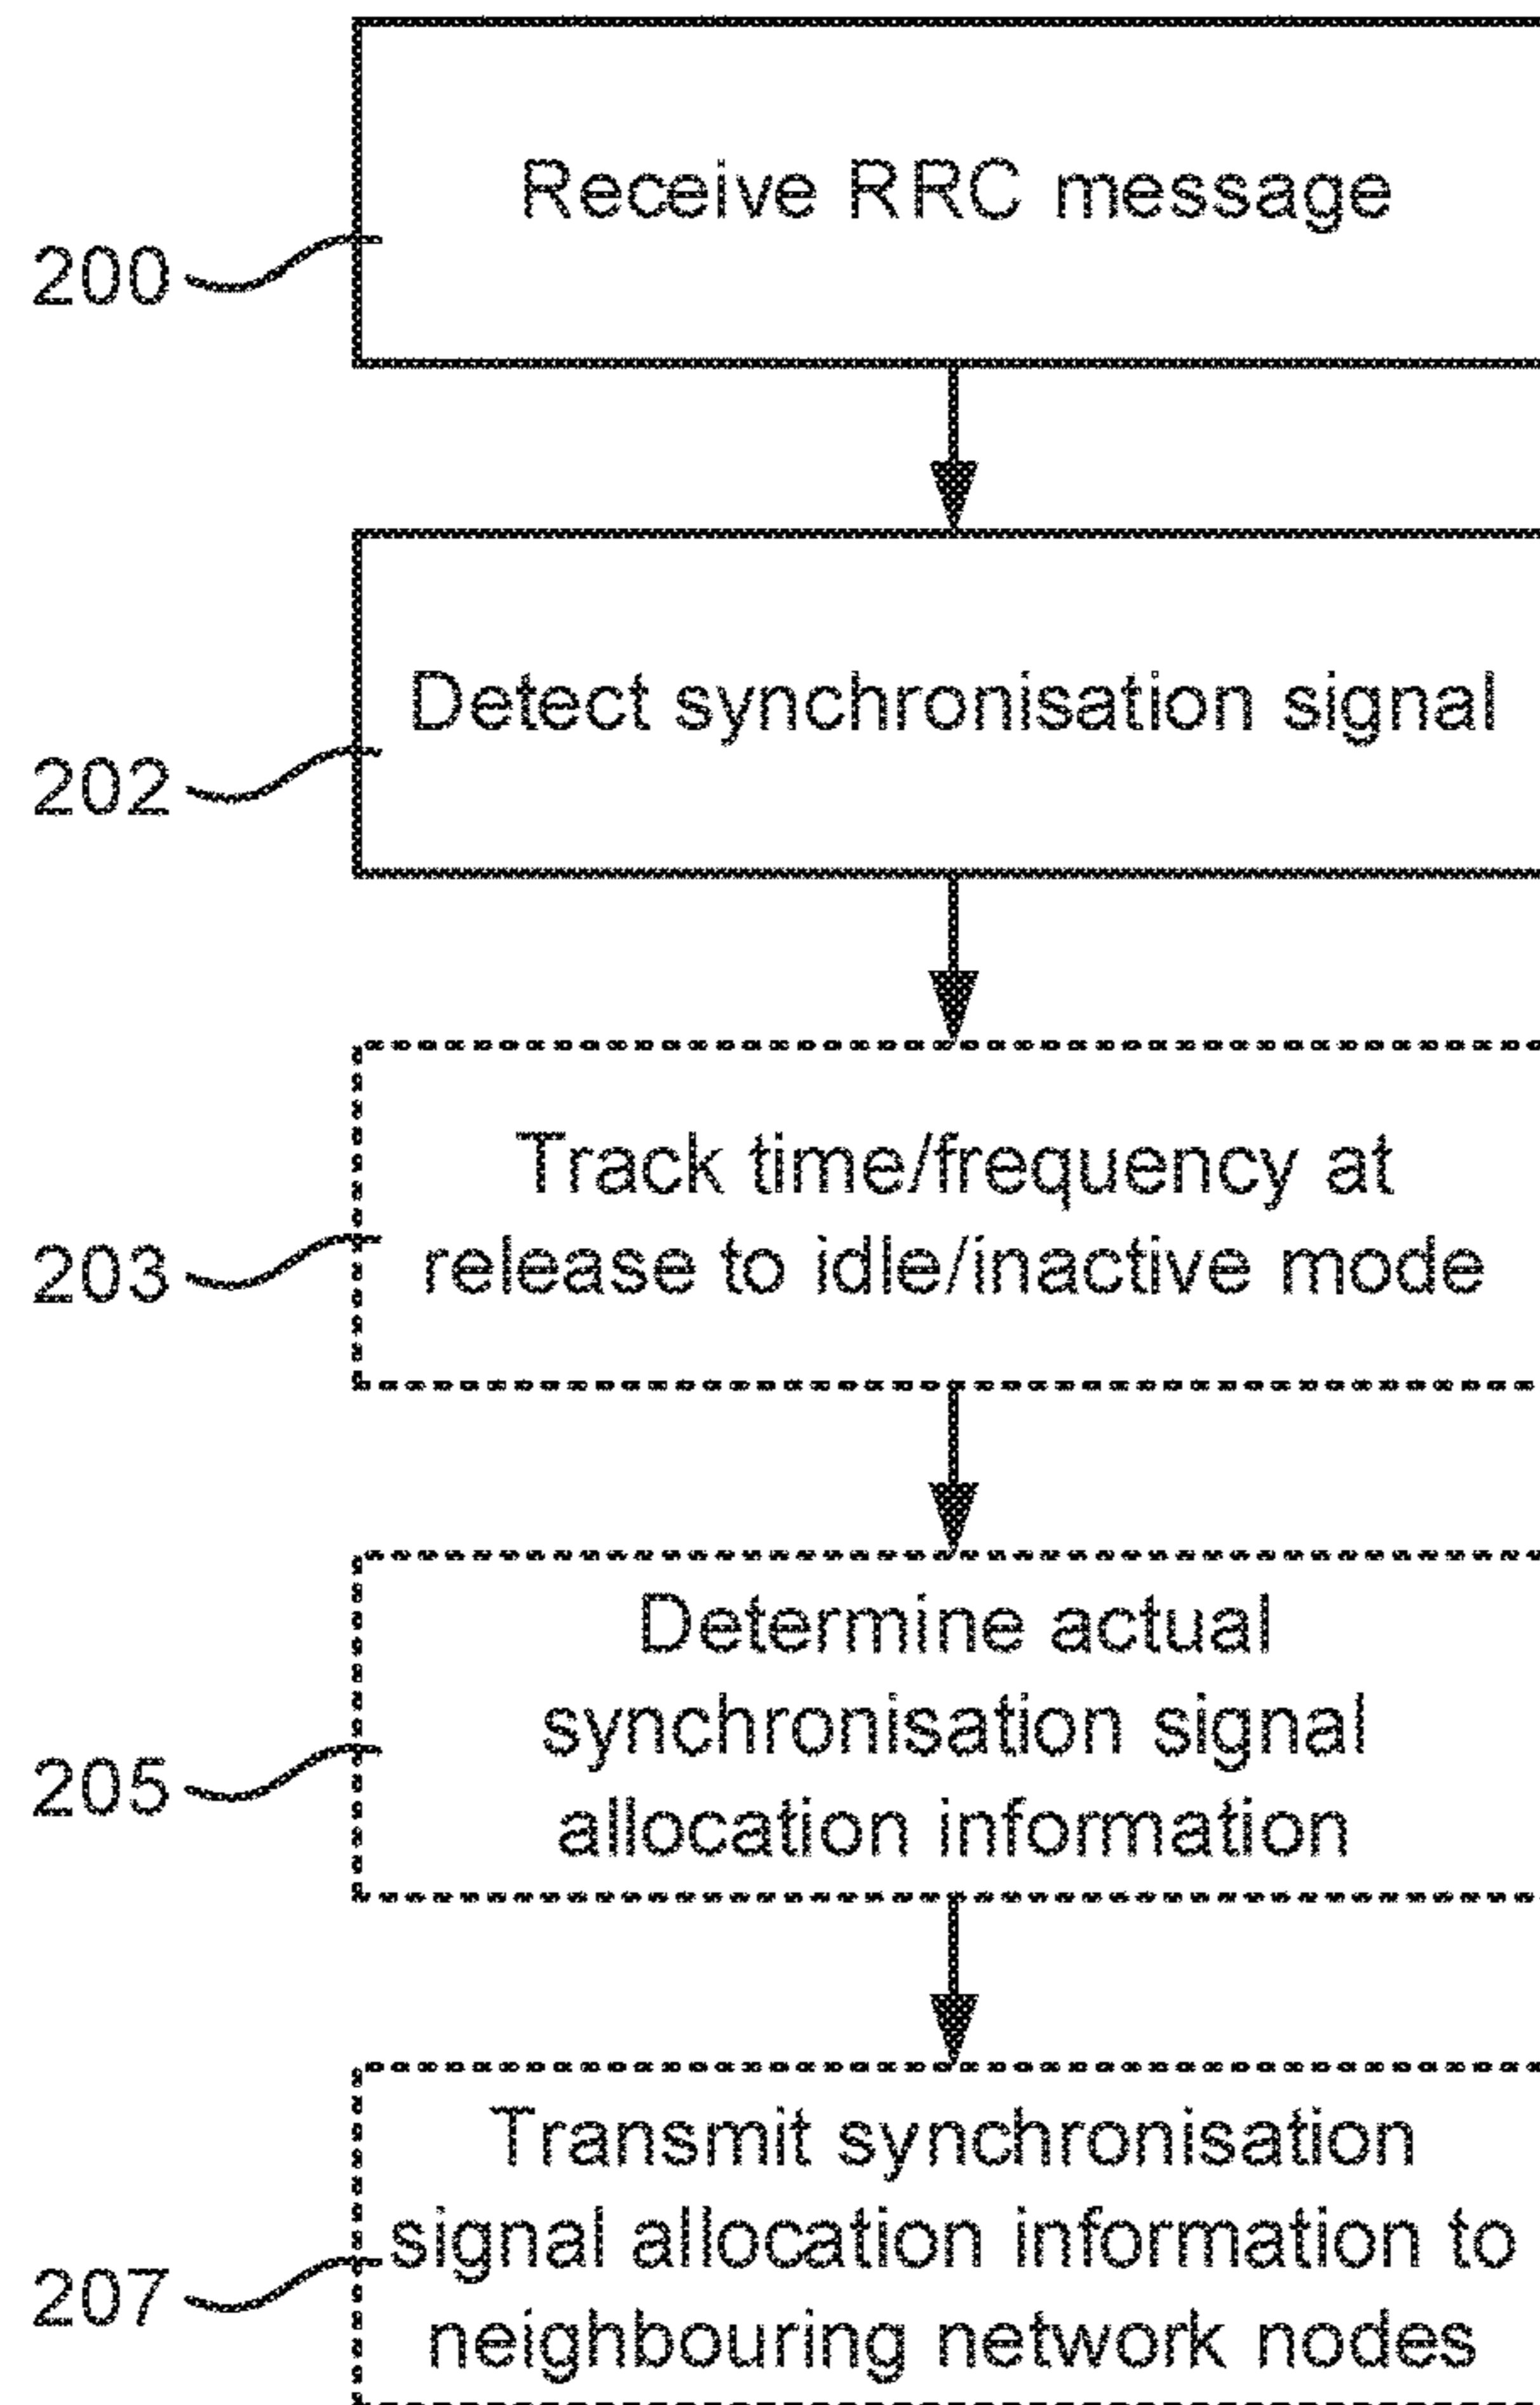 Receive RRC message
200
Detect synchronisation signal
202
Track time/frequency at
release to idle/inactive mode
203
Determine actual
synchronisation signal
allocation information
205
Transmit synchronisation
signal allocation information to
neighbouring network nodes
207